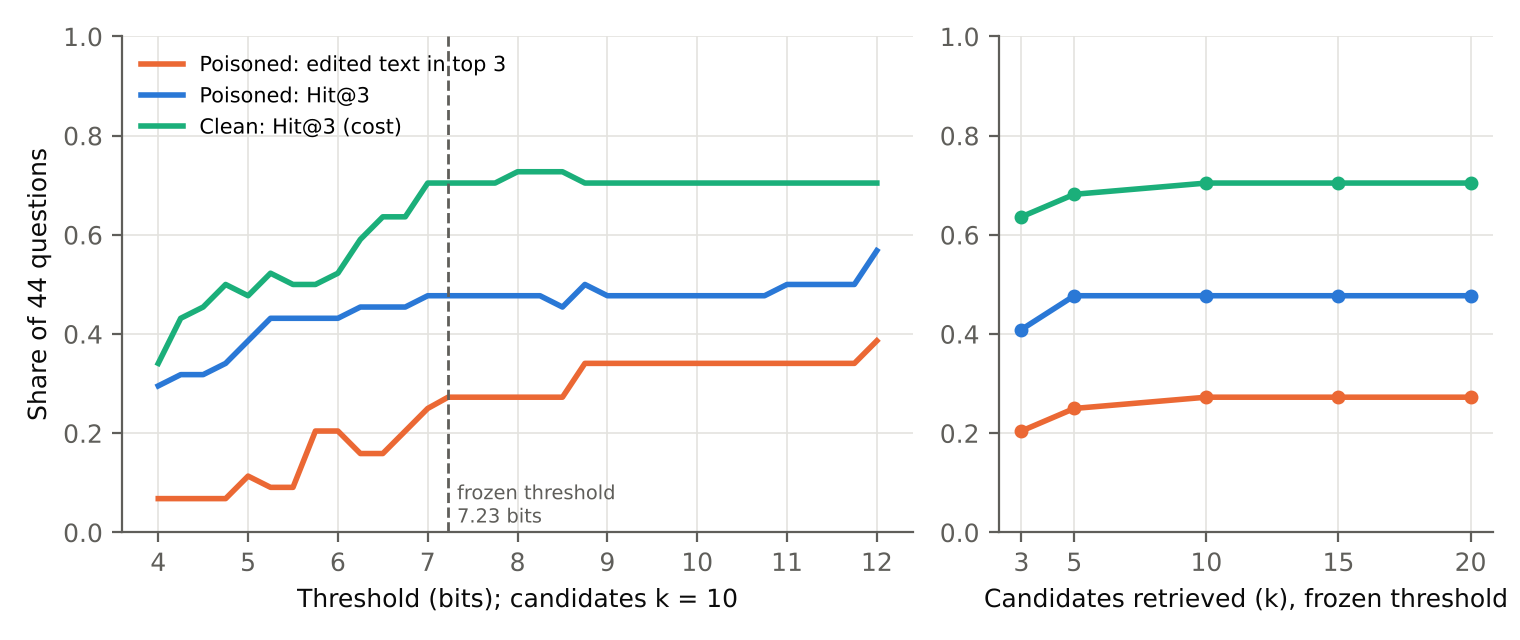 1.0
0.8
0.6
0.4
0.2
0.0
Share of 44 questions
Poisoned: edited text in top 3
Poisoned: Hit@3
Clean: Hit@3 (cost)
frozen threshold
7.23 bits
4 5 6 7 8 9 10 11 12
Threshold (bits); candidates k = 10
1.0
0.8
0.6
0.4
0.2
0.0
3 5 10 15 20
Candidates retrieved (k), frozen threshold